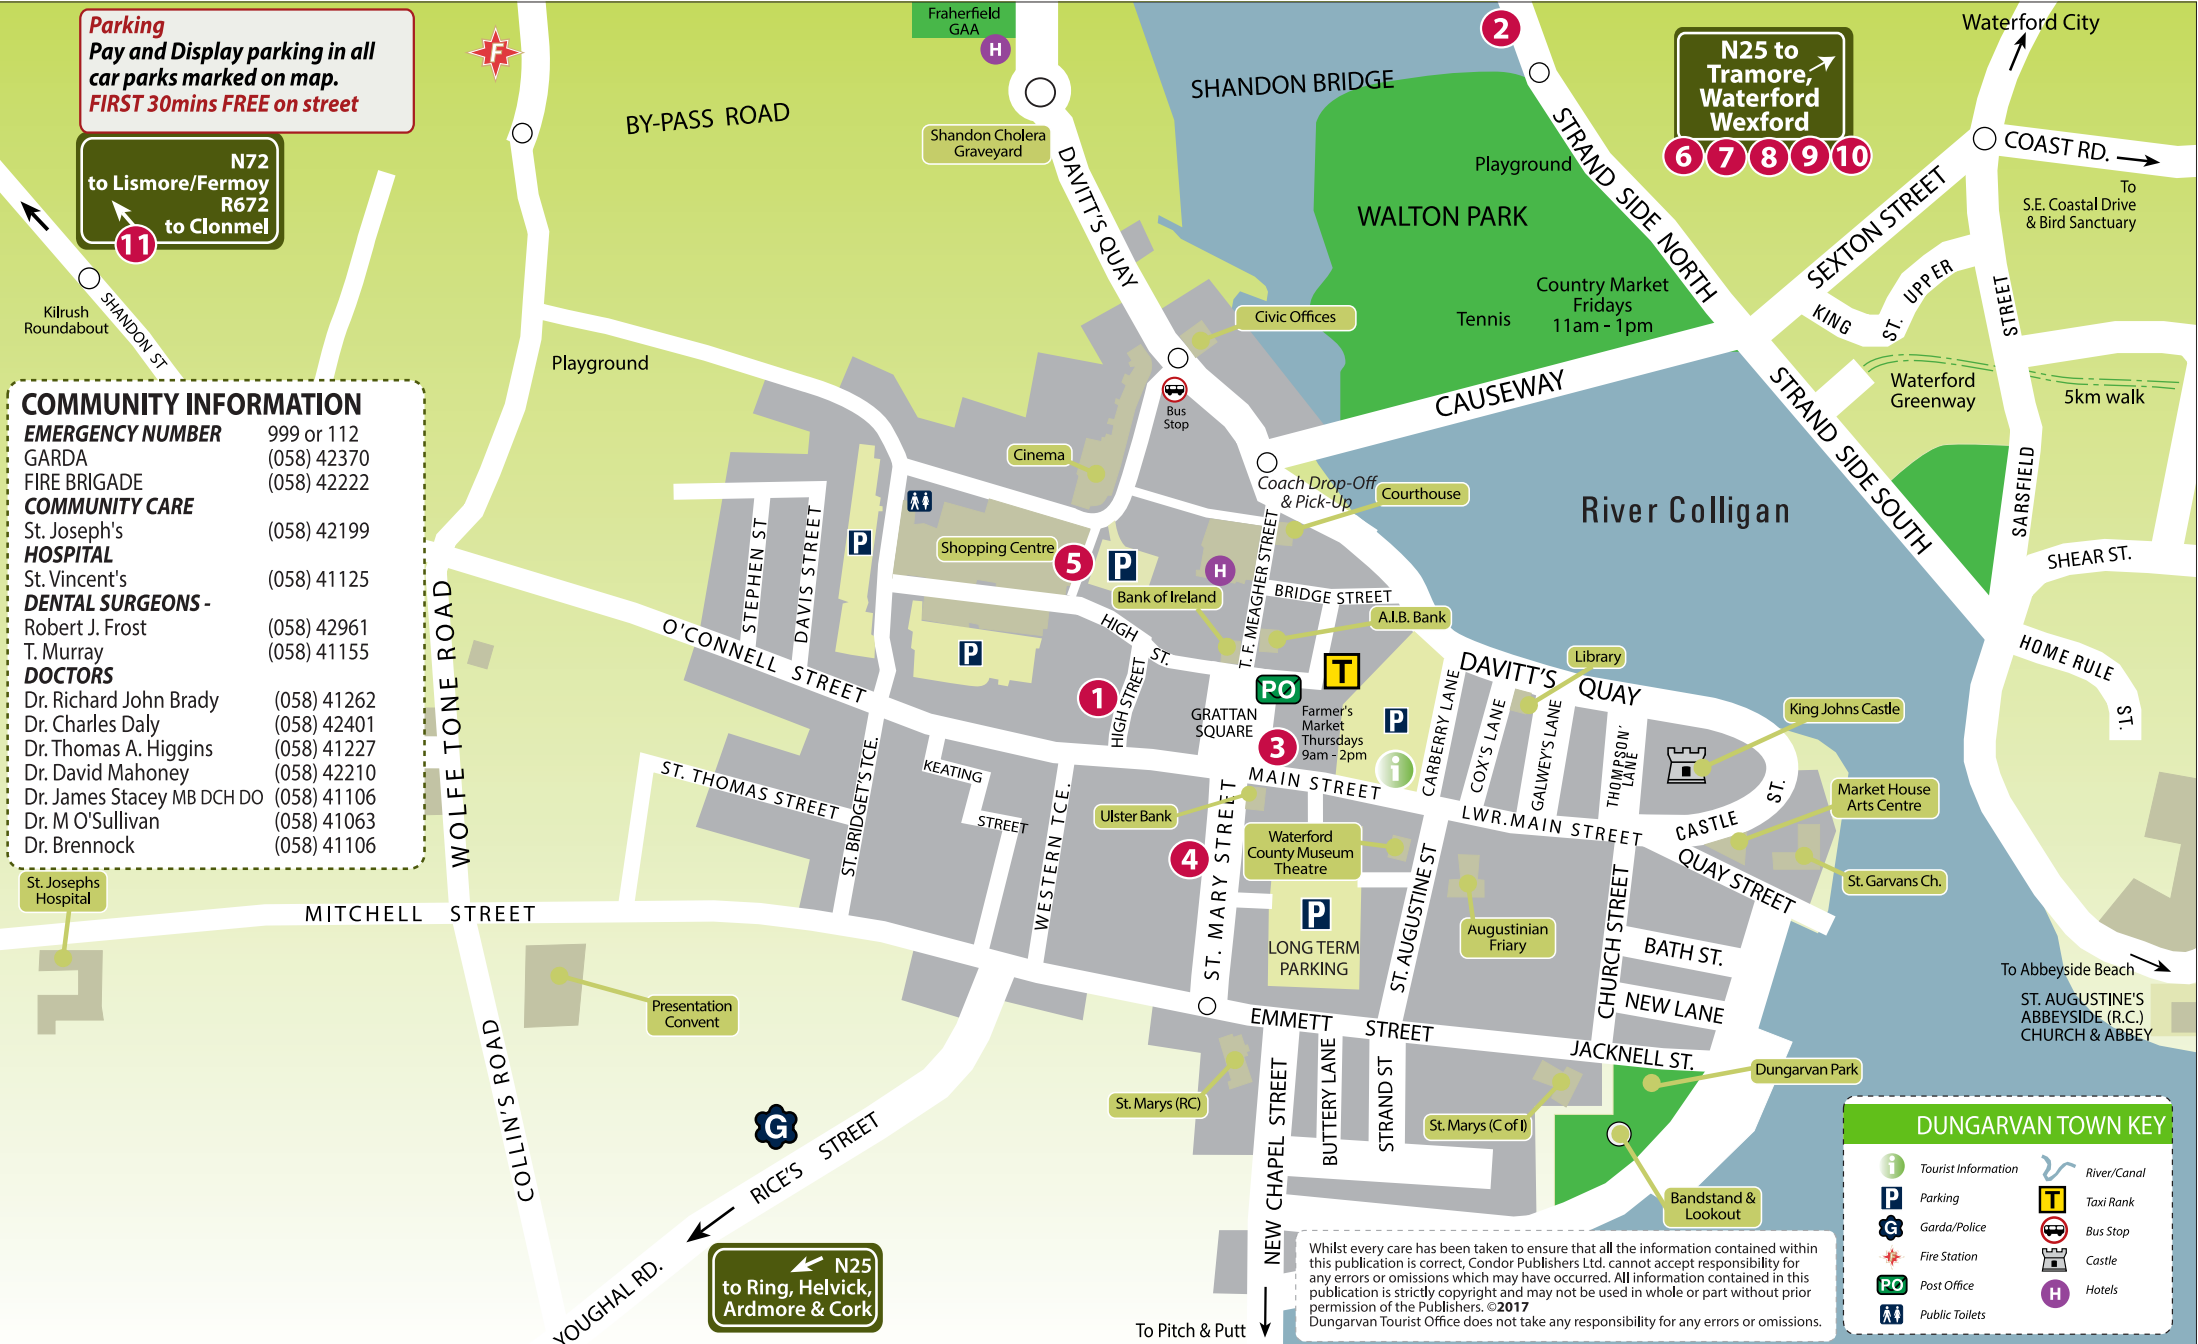 Parking
Pay and Display parking in all
car parks marked on map.
FIRST 30mins FREE on street
F
N72
to Lismore/Fermoy
R672
to Clonmel
11
Kilrush
Roundabout
SHANDON ST
BY-PASS ROAD
Playground
Fraherfield
GAA
H
Shandon Cholera
Graveyard
DAVITT'S QUAY
SHANDON BRIDGE
2
Playground
WALTON PARK
Country Market
Fridays
11am - 1pm
Tennis
STRAND SIDE NORTH
N25 to
Tramore,
Waterford
Wexford
6 7 8 9 10
Waterford City
COAST RD.
To
S.E. Coastal Drive
& Bird Sanctuary
SEXTON STREET
KING ST. UPPER
SARSFIELD STREET
Waterford
Greenway
5km walk
STRAND SIDE SOUTH
SHEAR ST.
HOME RULE ST.
CAUSEWAY
River Colligan
Civic Offices
Bus
Stop
Cinema
Coach Drop-Off
& Pick-Up
Courthouse
Shopping Centre
5
P
P
H
Bank of Ireland
BRIDGE STREET
A.I.B. Bank
T. F. MEAGHER STREET
STEPHEN ST
DAVIS STREET
O'CONNELL STREET
P
HIGH ST.
HIGH STREET
1
PO
T
GRATTAN
SQUARE
3
Farmer's
Market
Thursdays
9am - 2pm
P
i
CARBERRY LANE
COX'S LANE
GALWEY'S LANE
THOMPSON'
LANE
DAVITT'S QUAY
Library
King Johns Castle
CASTLE ST.
Market House
Arts Centre
St. Garvans Ch.
QUAY STREET
MAIN STREET
LWR.MAIN STREET
Ulster Bank
4
Waterford
County Museum
Theatre
P
LONG TERM
PARKING
ST. MARY STREET
ST. AUGUSTINE ST
Augustinian
Friary
CHURCH STREET
BATH ST.
NEW LANE
JACKNELL ST.
EMMETT STREET
WESTERN TCE.
KEATING STREET
ST. BRIDGET'S TCE.
ST. THOMAS STREET
WOLFE TONE ROAD
MITCHELL STREET
COMMUNITY INFORMATION
EMERGENCY NUMBER 999 or 112
GARDA (058) 42370
FIRE BRIGADE (058) 42222
COMMUNITY CARE
St. Joseph's (058) 42199
HOSPITAL
St. Vincent's (058) 41125
DENTAL SURGEONS -
Robert J. Frost (058) 42961
T. Murray (058) 41155
DOCTORS
Dr. Richard John Brady (058) 41262
Dr. Charles Daly (058) 42401
Dr. Thomas A. Higgins (058) 41227
Dr. David Mahoney (058) 42210
Dr. James Stacey MB DCH DO (058) 41106
Dr. M O'Sullivan (058) 41063
Dr. Brennock (058) 41106
St. Josephs
Hospital
Presentation
Convent
COLLIN'S ROAD
G
RICE'S STREET
YOUGHAL RD.
N25
to Ring, Helvick,
Ardmore & Cork
St. Marys (RC)
NEW CHAPEL STREET
BUTTERY LANE
STRAND ST
St. Marys (C of I)
Dungarvan Park
Bandstand &
Lookout
To Pitch & Putt
To Abbeyside Beach
ST. AUGUSTINE'S
ABBEYSIDE (R.C.)
CHURCH & ABBEY
Whilst every care has been taken to ensure that all the information contained within
this publication is correct, Condor Publishers Ltd. cannot accept responsibility for
any errors or omissions which may have occurred. All information contained in this
publication is strictly copyright and may not be used in whole or part without prior
permission of the Publishers. ©2017
Dungarvan Tourist Office does not take any responsibility for any errors or omissions.
DUNGARVAN TOWN KEY
i Tourist Information
P Parking
G Garda/Police
F Fire Station
PO Post Office
Public Toilets
River/Canal
T Taxi Rank
Bus Stop
Castle
H Hotels